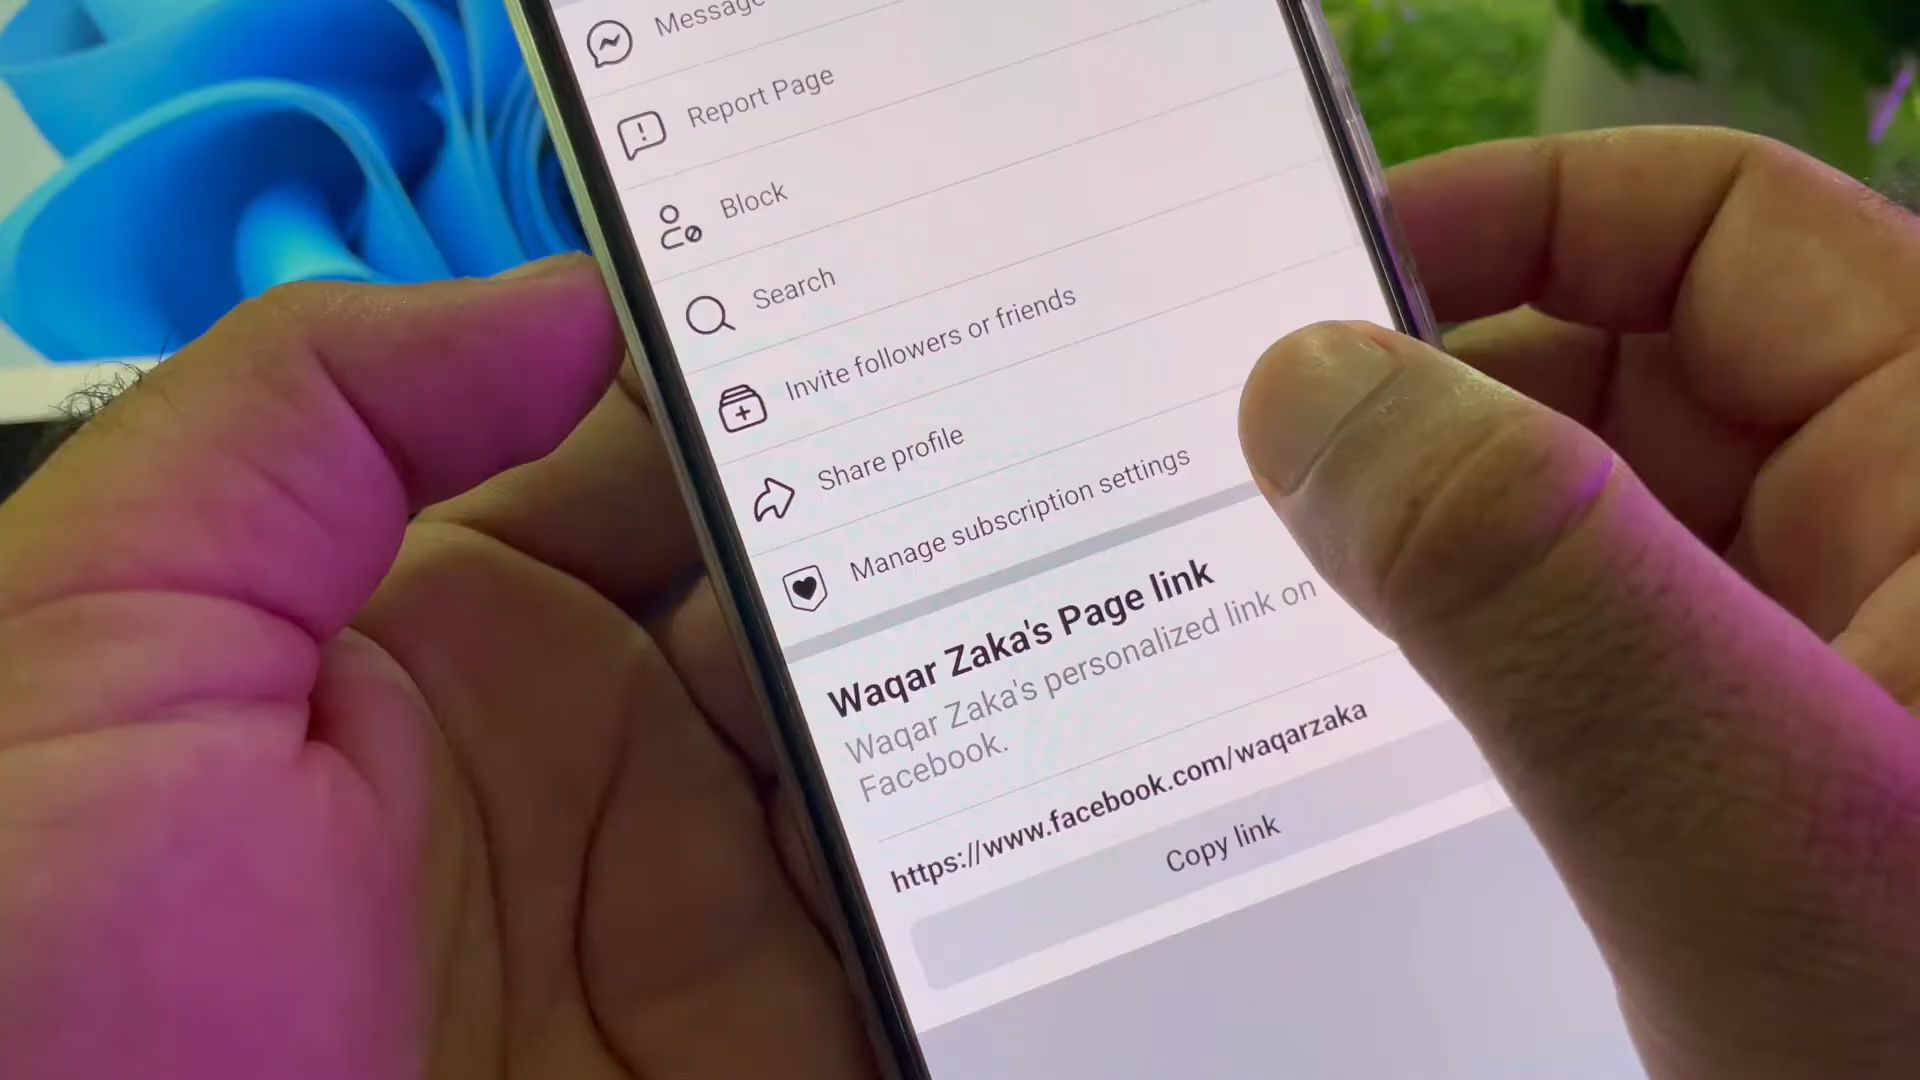 Message
Report Page
Block
Search
Invite followers or friends
Share profile
Manage subscription settings
Waqar Zaka's Page link
Waqar Zaka's personalized link on
Facebook.
https://www.facebook.com/waqarzaka
Copy link